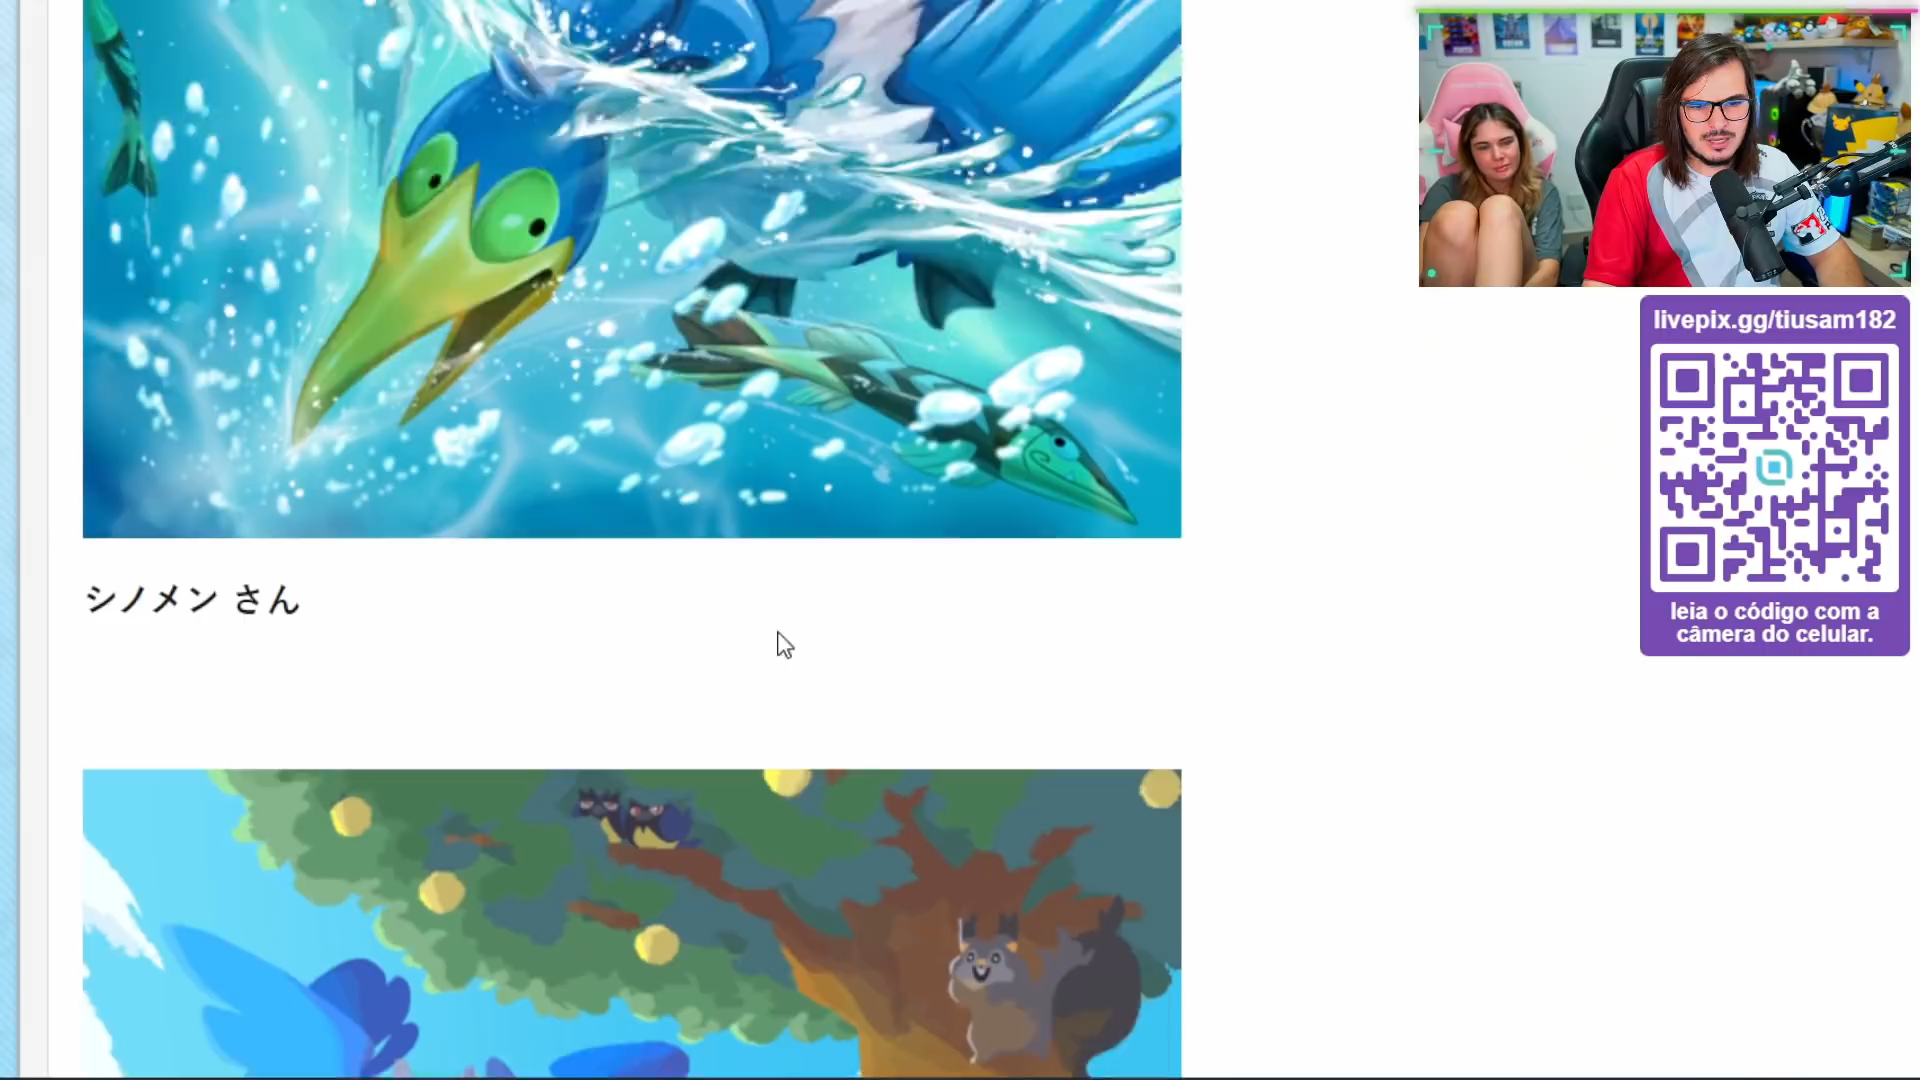 livepix.gg/tiusam182
leia o código com a
câmera do celular.
シノメン さん